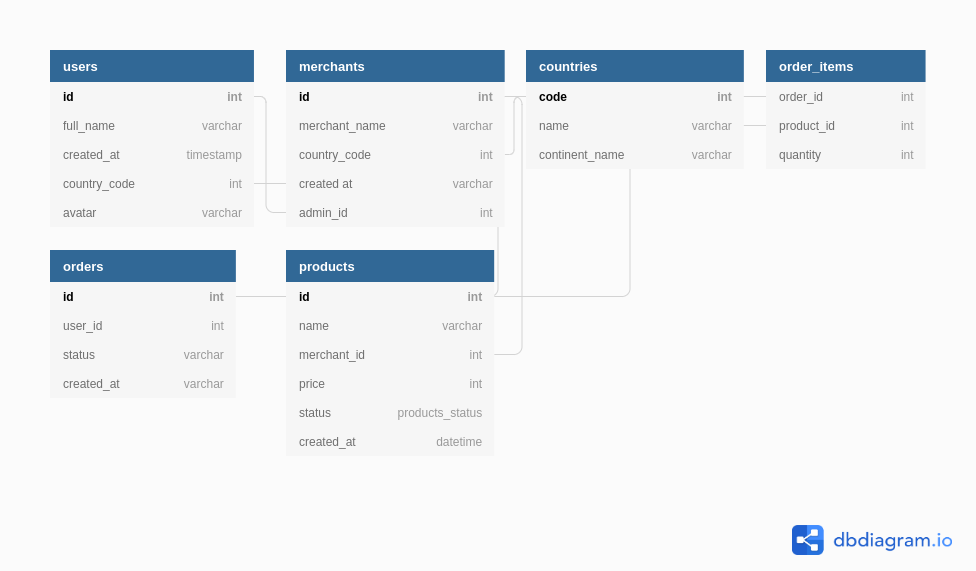 users
id int
full_name varchar
created_at timestamp
country_code int
avatar varchar
merchants
id int
merchant_name varchar
country_code int
created at varchar
admin_id int
countries
code int
name varchar
continent_name varchar
order_items
order_id int
product_id int
quantity int
orders
id int
user_id int
status varchar
created_at varchar
products
id int
name varchar
merchant_id int
price int
status products_status
created_at datetime
dbdiagram.io